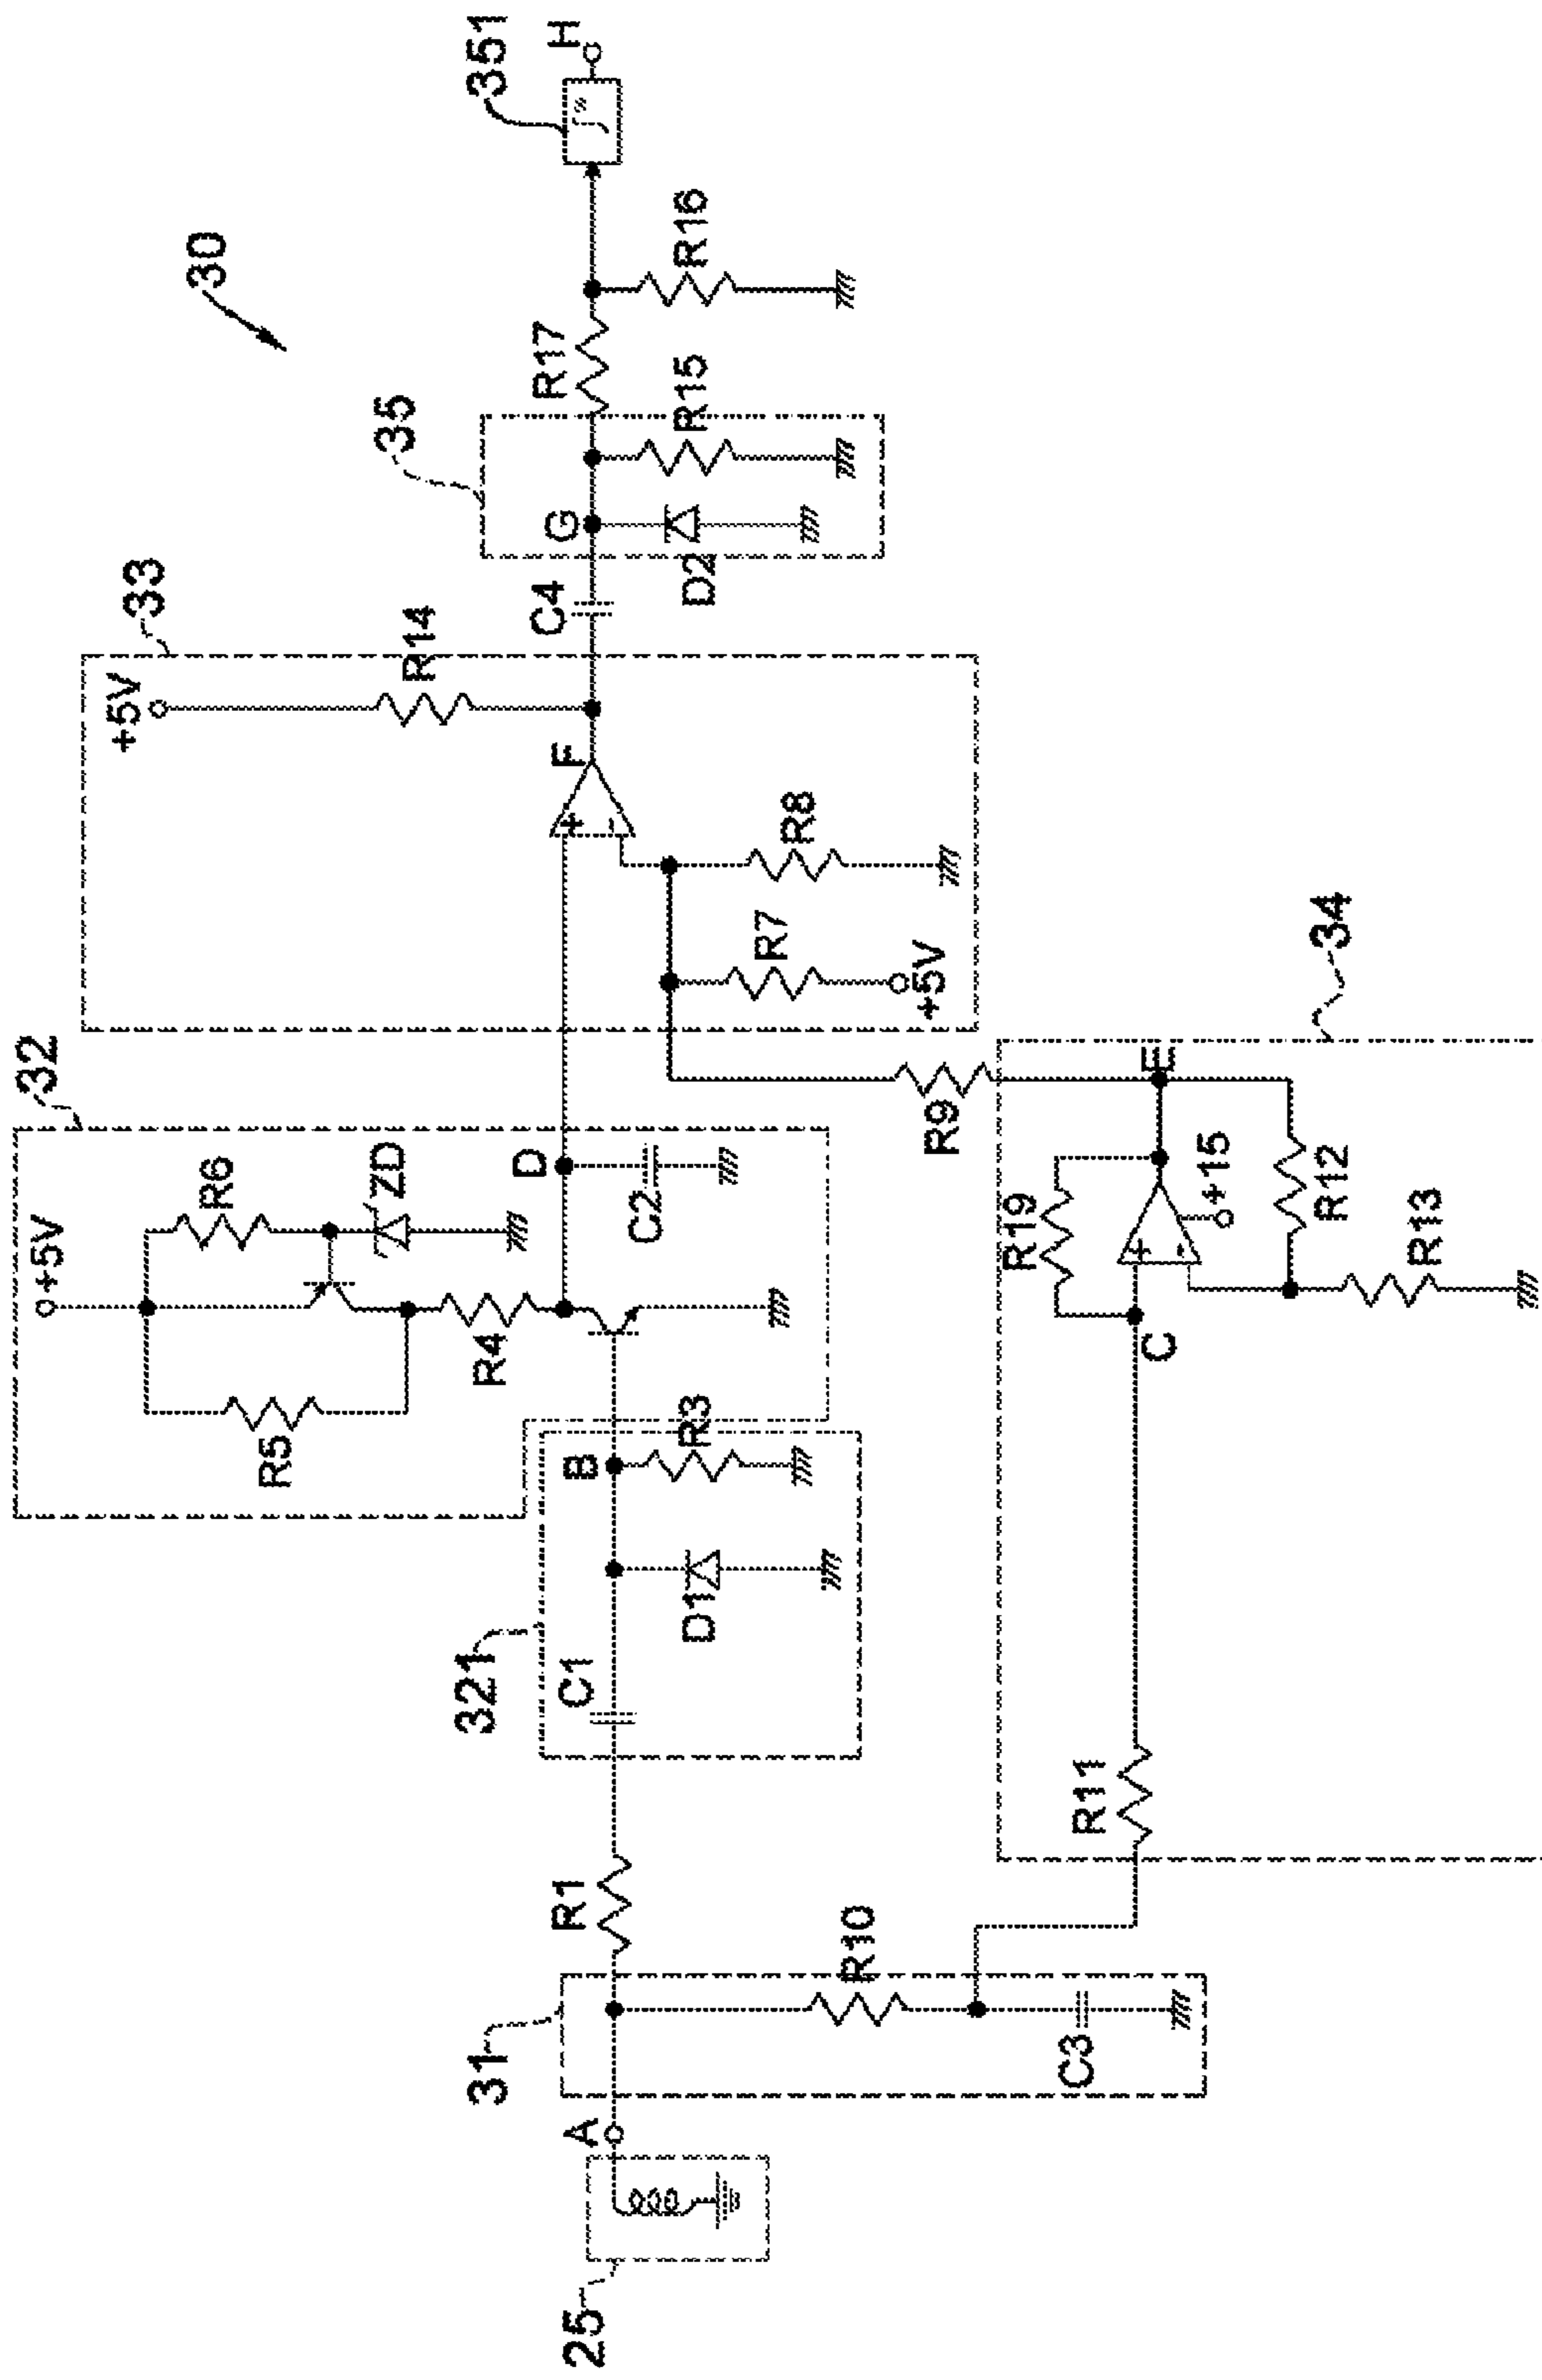 30
25
A
31
R10
C3
R1
321
C1
D1
B
R3
32
+5V
R5
R6
ZD
R4
D
C2
33
+5V
R14
F
+
-
R7
+5V
R8
R9
34
R11
C
R19
+
-
+15
E
R12
R13
C4
35
G
D2
R15
R17
R16
351
H